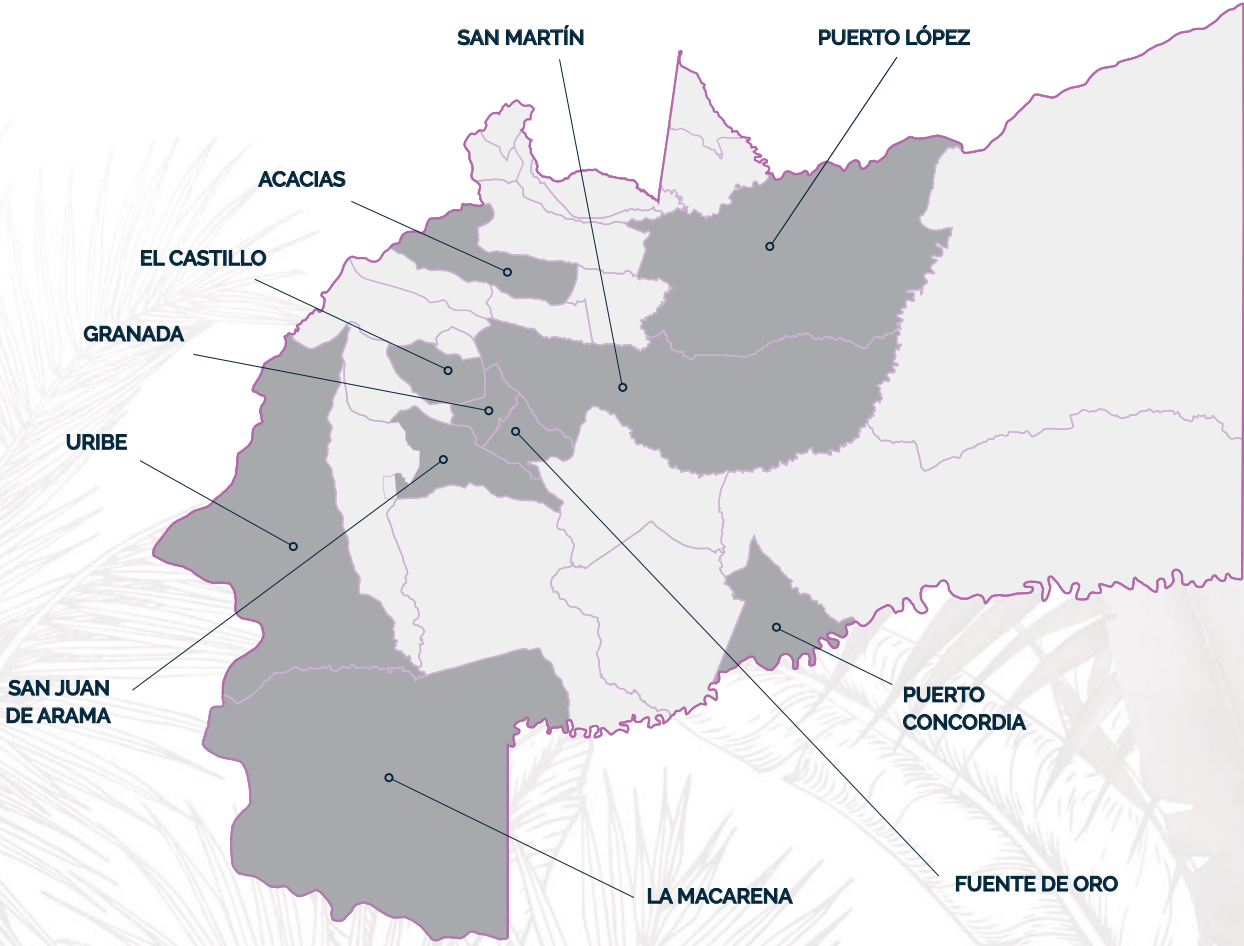 SAN MARTÍN
PUERTO LÓPEZ
ACACIAS
EL CASTILLO
GRANADA
URIBE
SAN JUAN
DE ARAMA
PUERTO
CONCORDIA
FUENTE DE ORO
LA MACARENA